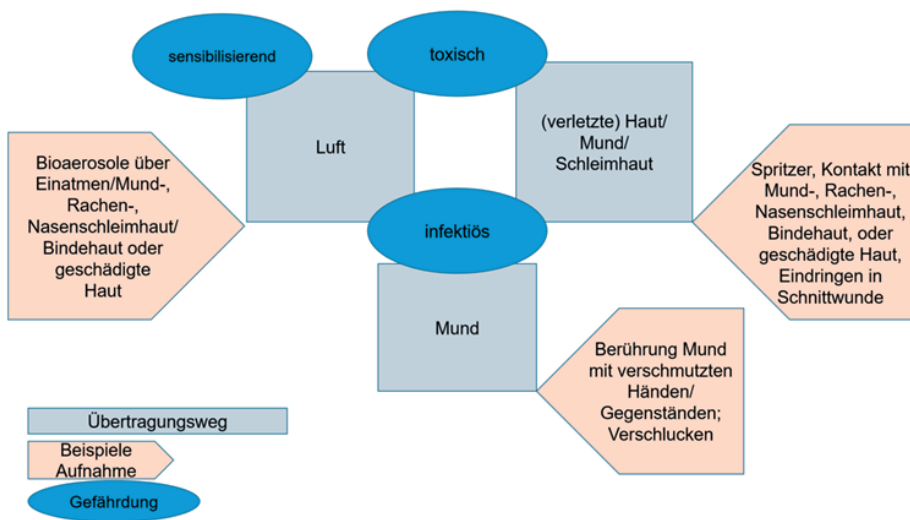 sensibilisierend
toxisch
Luft
(verletzte) Haut/
Mund/
Schleimhaut
Bioaerosole über
Einatmen/Mund-,
Rachen-,
Nasenschleimhaut/
Bindehaut oder
geschädigte
Haut
Spritzer, Kontakt mit
Mund-, Rachen-,
Nasenschleimhaut,
Bindehaut, oder
geschädigte Haut,
Eindringen in
Schnittwunde
infektiös
Mund
Berührung Mund
mit verschmutzten
Händen/
Gegenständen;
Verschlucken
Übertragungsweg
Beispiele
Aufnahme
Gefährdung